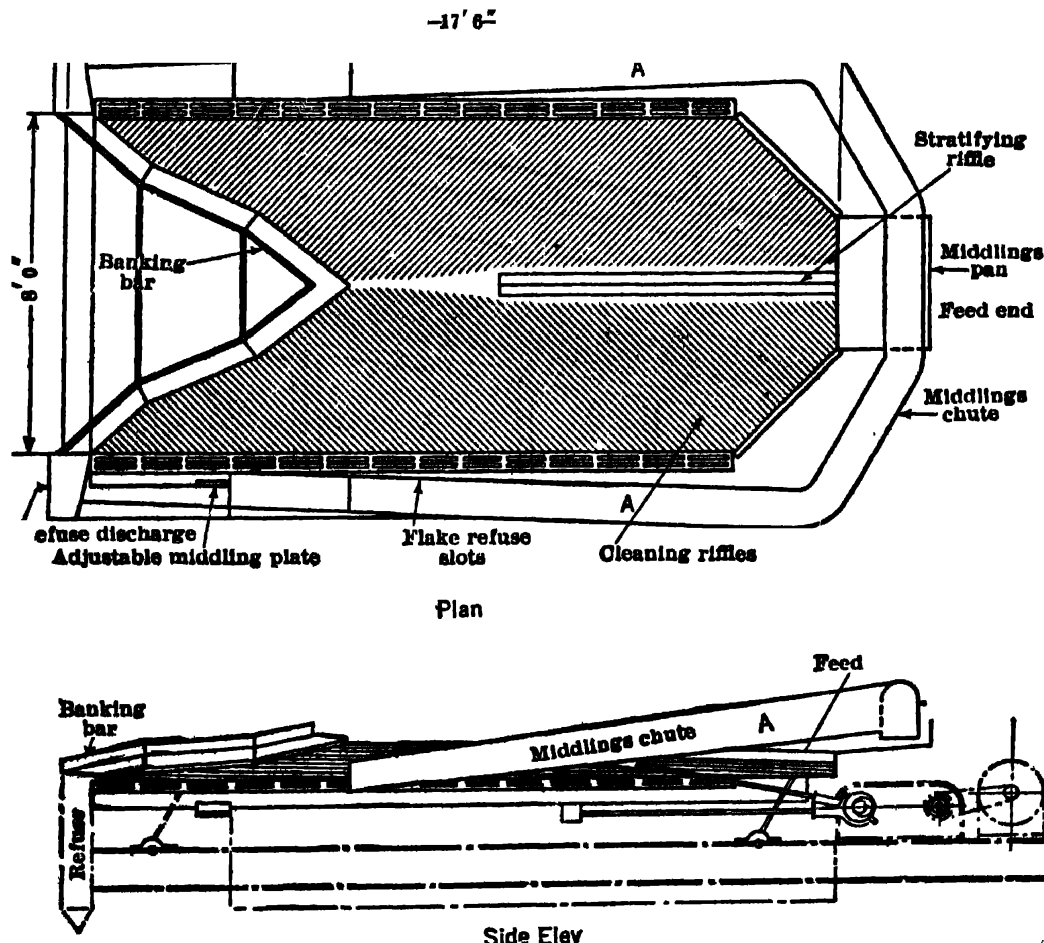 17' 6"
A
Stratifying
riffle
Banking
bar
8' 0"
Middlings
pan
Feed end
Middlings
chute
A
efuse discharge
Adjustable middling plate
Flake refuse
slots
Cleaning riffles
Plan
Feed
Banking
bar
Middlings chute
A
Refuse
Side Elev